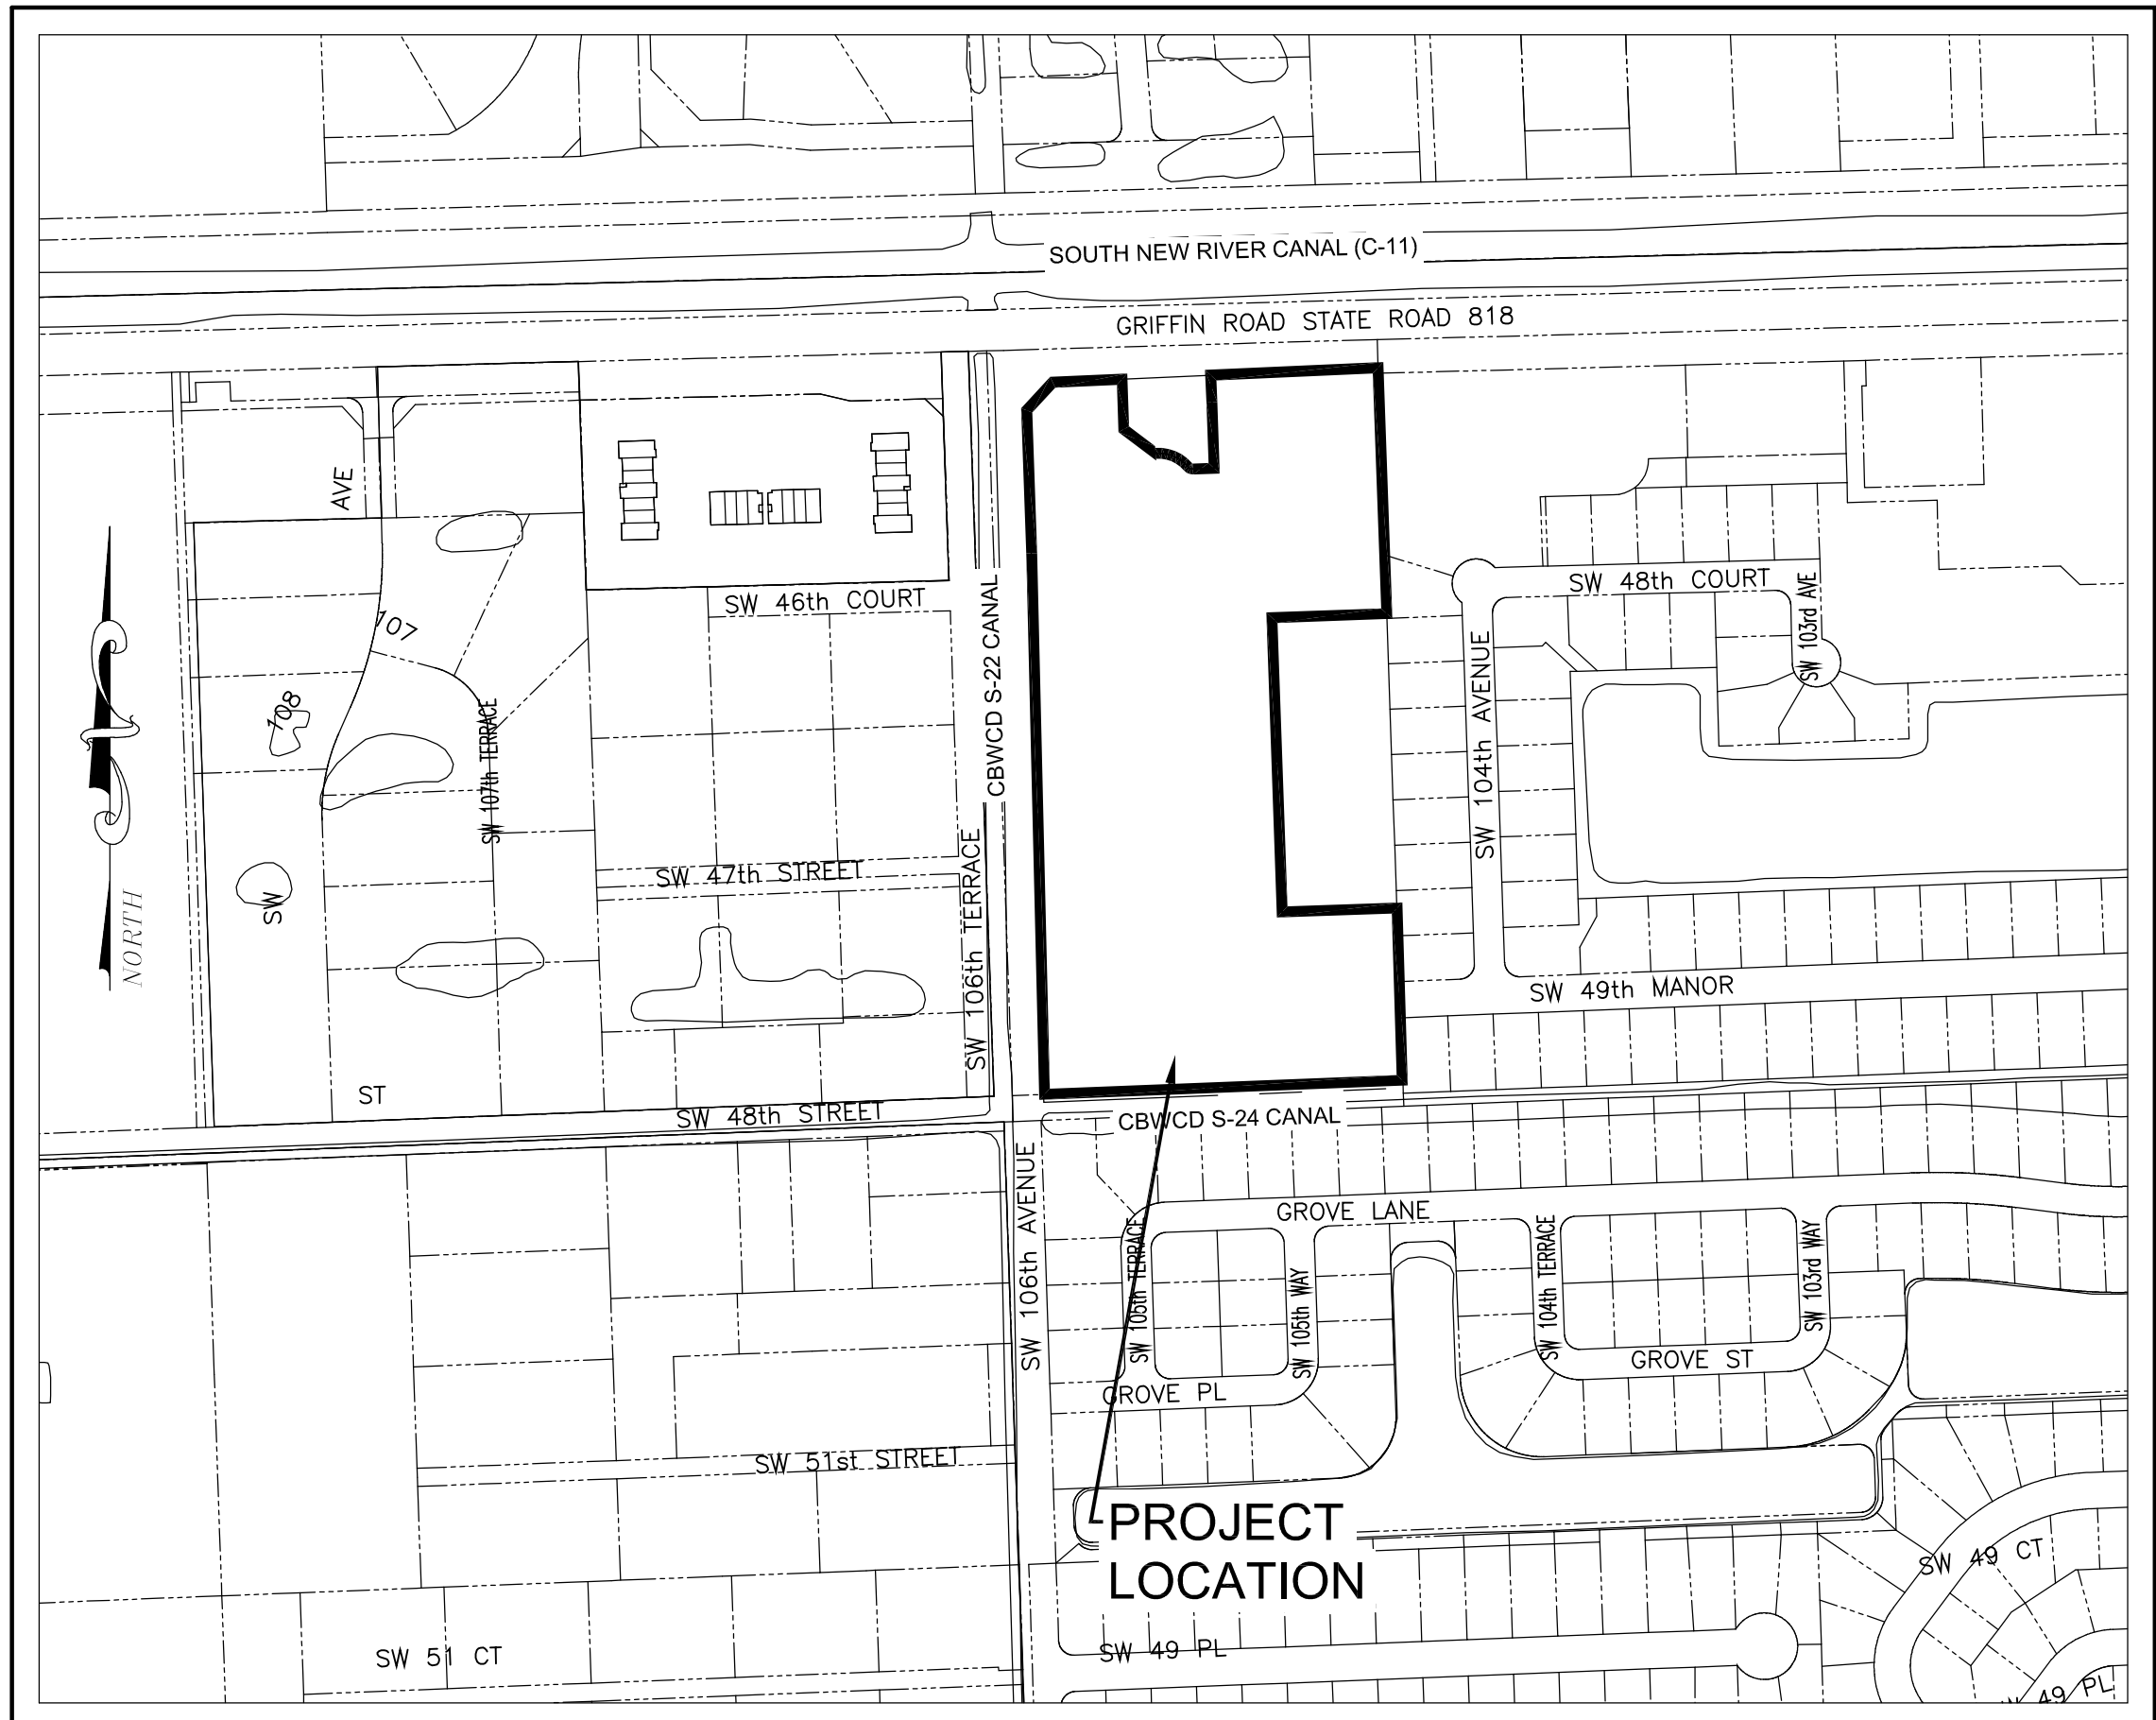 SOUTH NEW RIVER CANAL (C-11)
GRIFFIN ROAD STATE ROAD 818
AVE
107
108
SW
ST
SW 107th TERRACE
SW 46th COURT
SW 47th STREET
SW 48th STREET
CBWCD S-22 CANAL
SW 106th TERRACE
SW 48th COURT
SW 103rd AVE
SW 104th AVENUE
SW 49th MANOR
NORTH
CBWCD S-24 CANAL
SW 106th AVENUE
GROVE LANE
SW 105th TERRACE
SW 105th WAY
SW 104th TERRACE
SW 103rd WAY
GROVE PL
GROVE ST
SW 51st STREET
PROJECT
LOCATION
SW 49 CT
SW 51 CT
SW 49 PL
49 PL